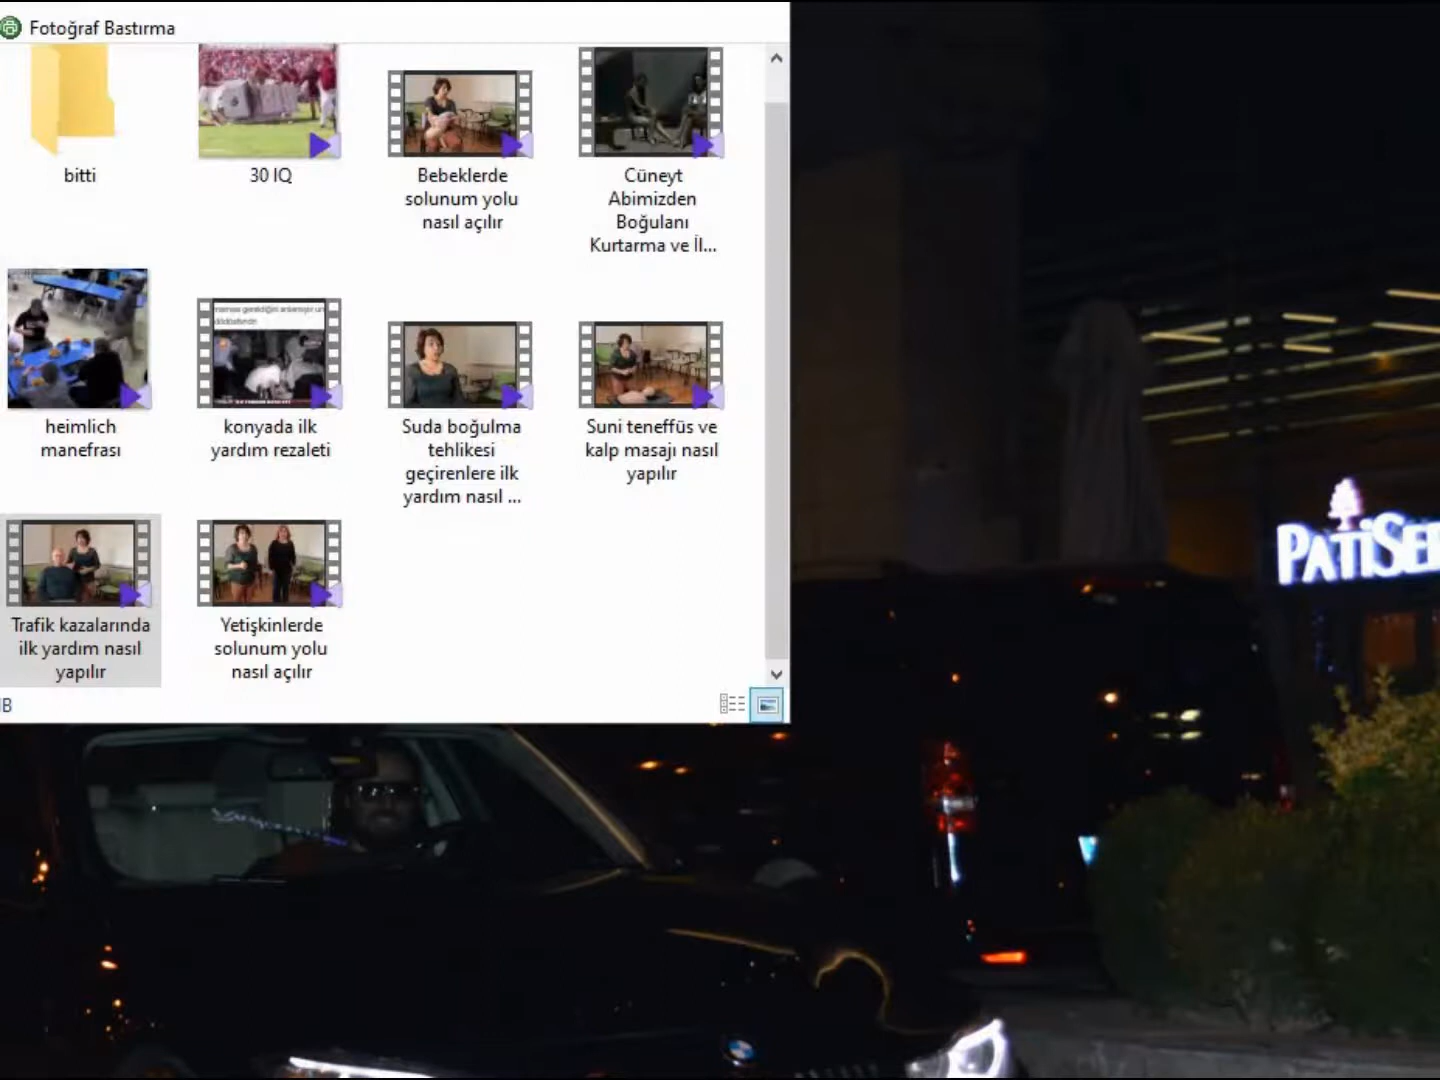 Fotoğraf Bastırma
bitti
30 IQ
Bebeklerde
solunum yolu
nasıl açılır
Cüneyt
Abimizden
Boğulanı
Kurtarma ve İl...
heimlich
manefrası
konyada ilk
yardım rezaleti
Suda boğulma
tehlikesi
geçirenlere ilk
yardım nasıl ...
Suni teneffüs ve
kalp masajı nasıl
yapılır
Trafik kazalarında
ilk yardım nasıl
yapılır
Yetişkinlerde
solunum yolu
nasıl açılır
IB
PATİSE